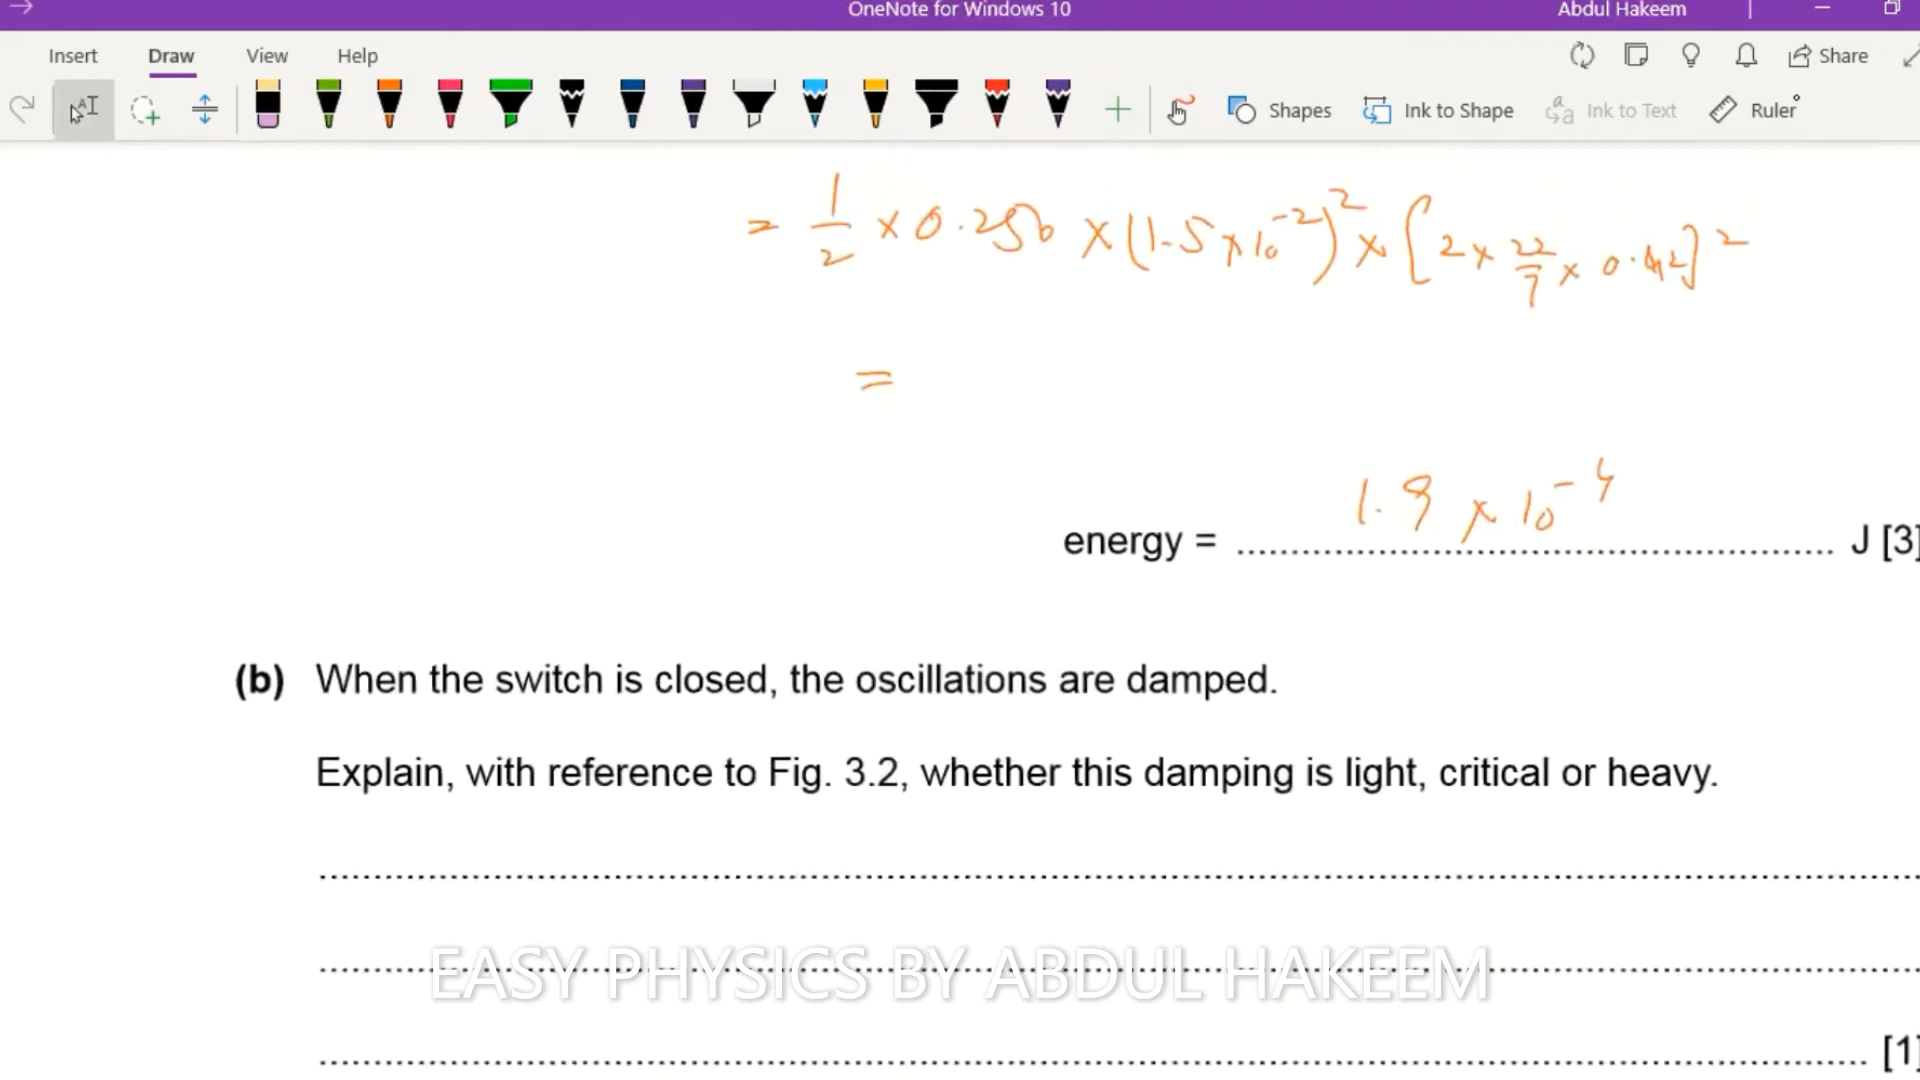 OneNote for Windows 10
Abdul Hakeem
Insert Draw View Help
Share
Shapes Ink to Shape Ink to Text Ruler
= 1/2 × 0.250 × (1.5 × 10⁻²)² × [2 × 22/7 × 0.42]²
=
1.9 × 10⁻⁴
energy = .......... J [3]
(b) When the switch is closed, the oscillations are damped.
Explain, with reference to Fig. 3.2, whether this damping is light, critical or heavy.
EASY PHYSICS BY ABDUL HAKEEM
[1]